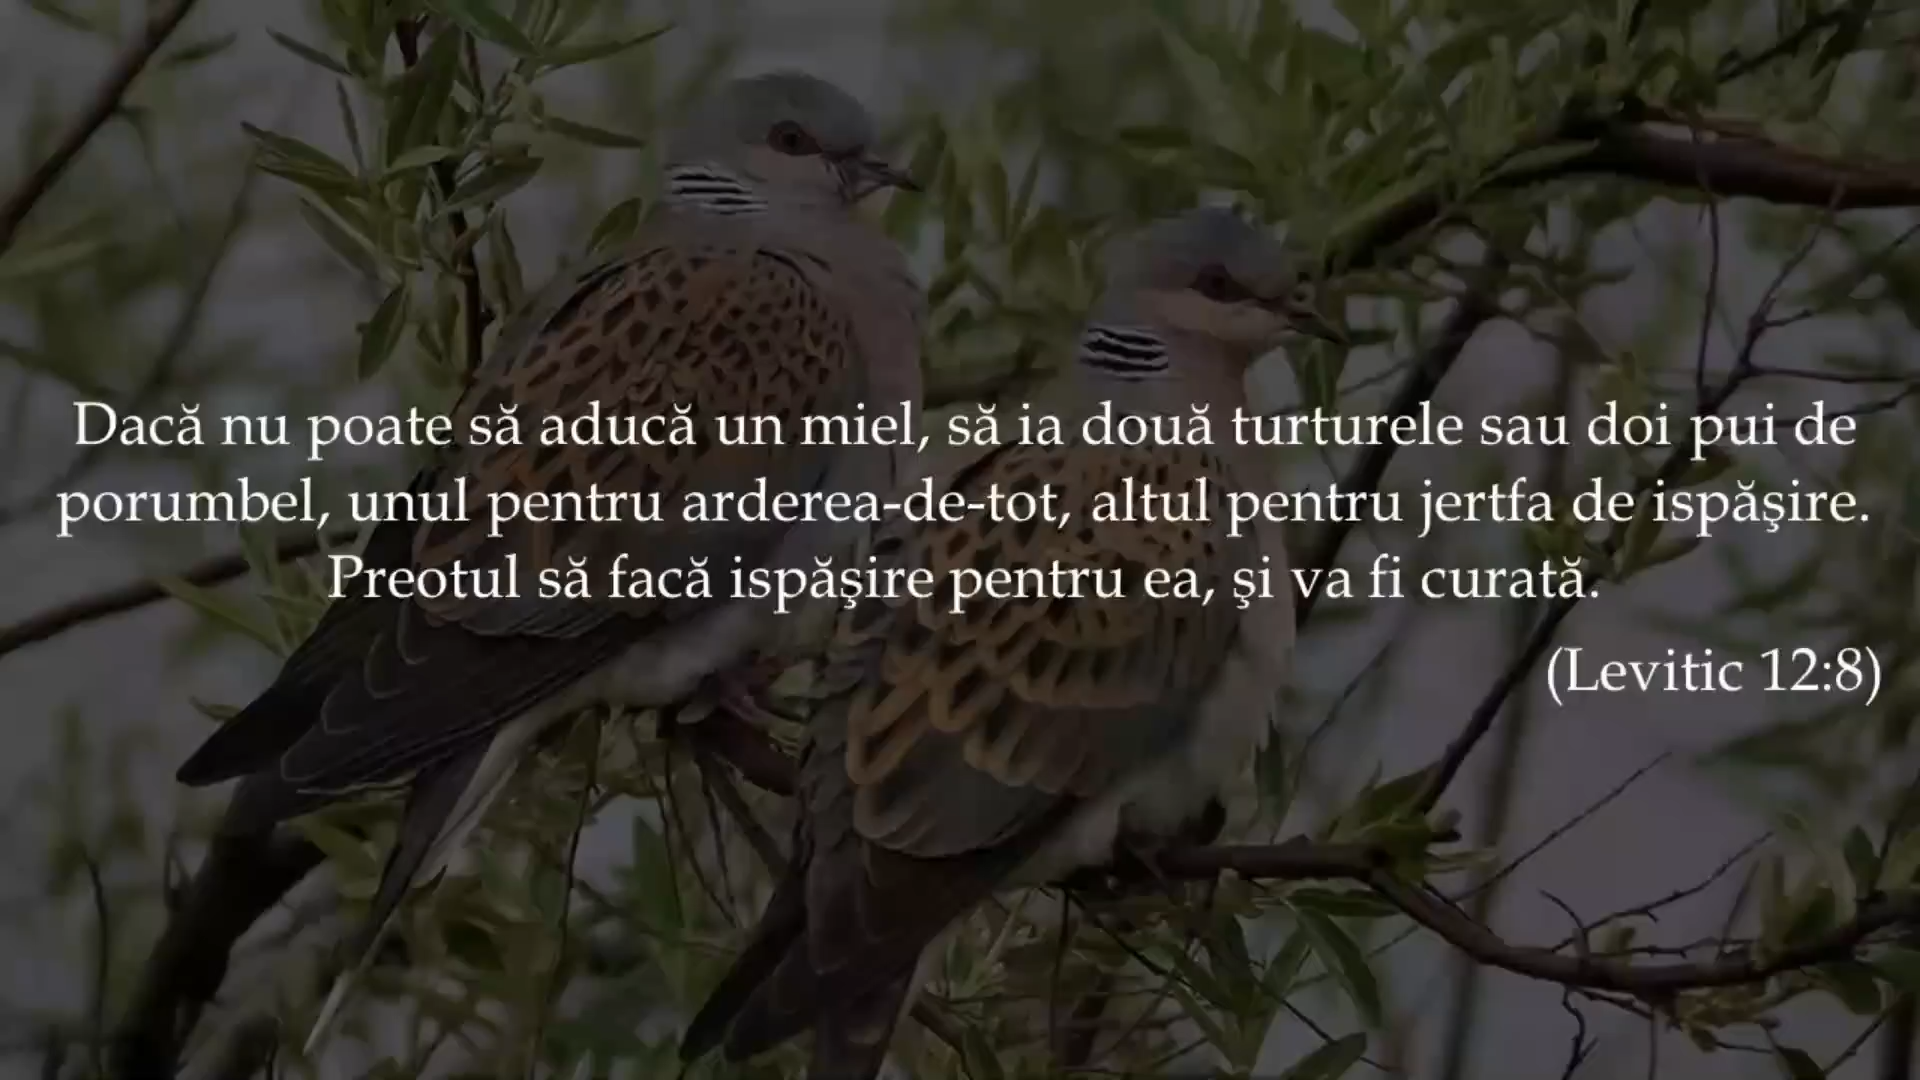 Dacă nu poate să aducă un miel, să ia două turturele sau doi pui de
porumbel, unul pentru arderea-de-tot, altul pentru jertfa de ispăşire.
Preotul să facă ispăşire pentru ea, şi va fi curată.
(Levitic 12:8)